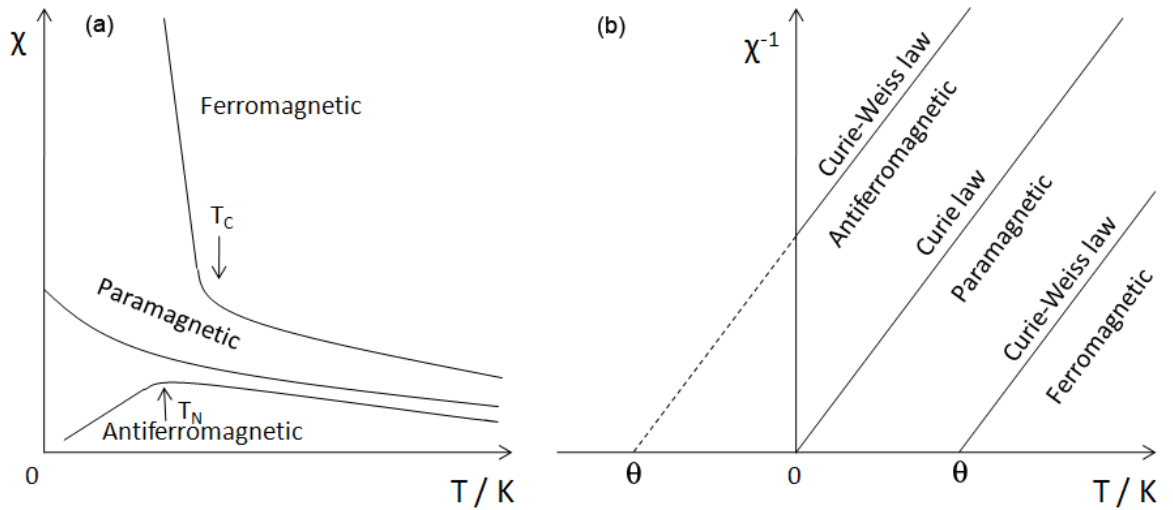 (a)
χ
Ferromagnetic
T_C
Paramagnetic
T_N
Antiferromagnetic
0
T / K
(b)
χ⁻¹
Curie-Weiss law
Antiferromagnetic
Curie law
Paramagnetic
Curie-Weiss law
Ferromagnetic
θ
0
θ
T / K